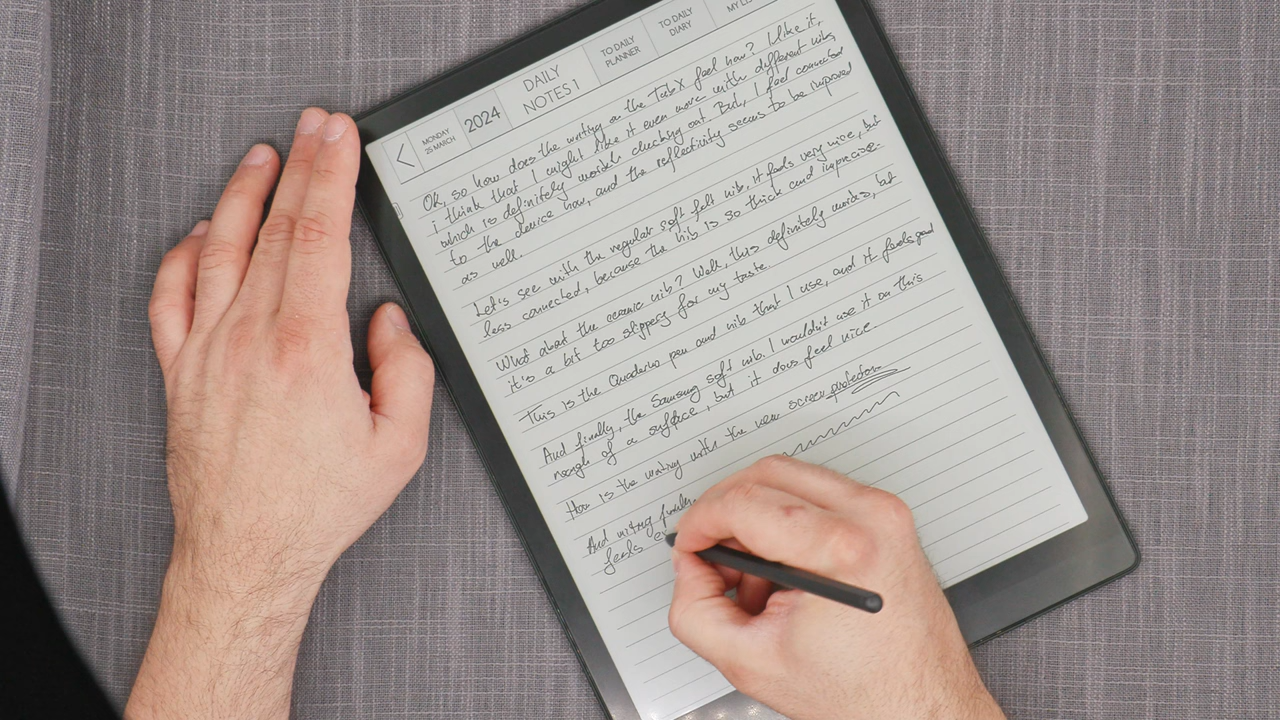 MONDAY
25 MARCH
2024
DAILY
NOTES 1
TO DAILY
PLANNER
TO DAILY
DIARY
MY LIS
Ok, so how does the writing on the Tab X feel now? I like it,
i think that I might like it even more with different nibs,
which is definitely worth checking out. But, I feel connected
to the device now, and the reflectivity seems to be improved
as well.
Let's see with the regular soft felt nib, it feels very nice, but
less connected, because the nib is so thick and imprecise.
What about the ceramic nib? Well, this definitely works, but
it's a bit too slippery for my taste.
This is the Quaderno pen and nib that I use, and it feels good
And finally, the Samsung soft nib. I wouldn't use it on this
rough of a surface, but it does feel nice.
How is the writing with the new screen protector
And writing
feels